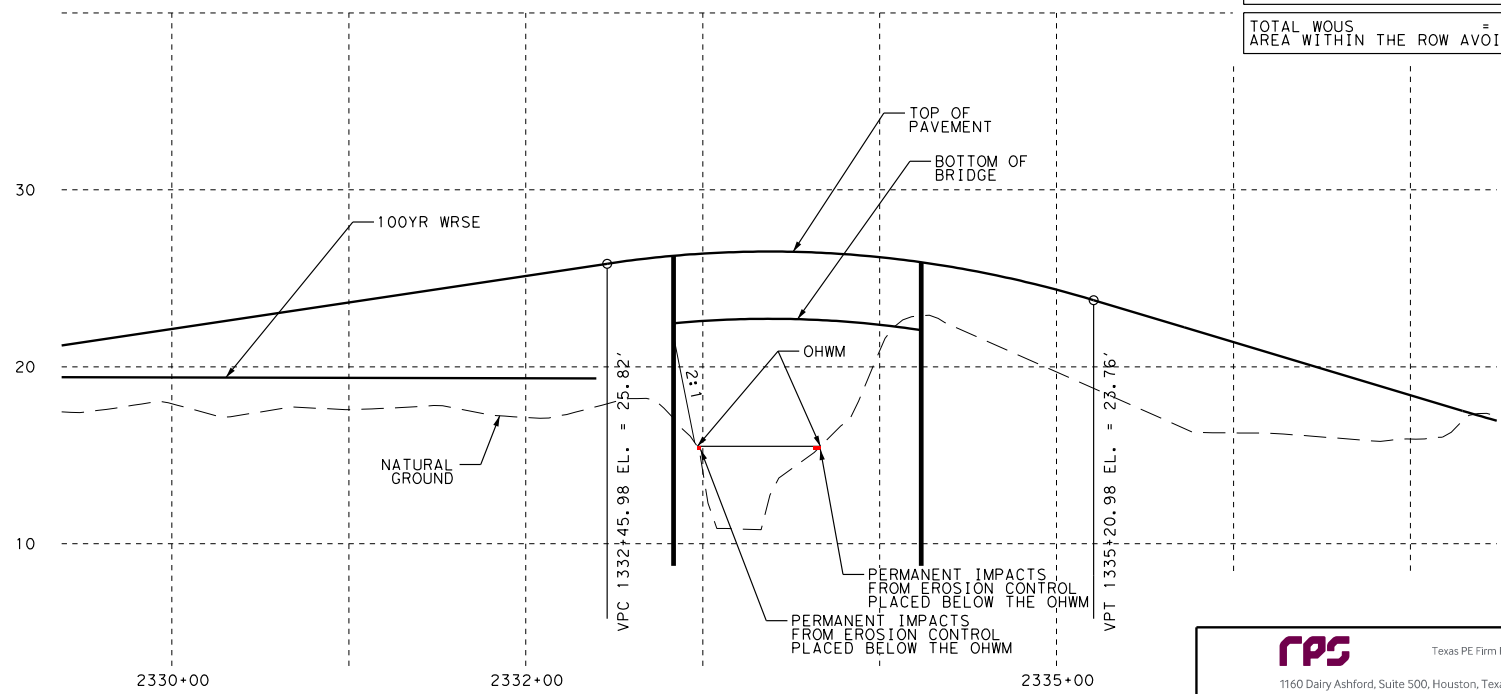 TOTAL WOUS =
AREA WITHIN THE ROW
TOP OF
PAVEMENT
BOTTOM OF
BRIDGE
30
100YR WRSE
OHWM
20
2:1
VPC 1332+45.98 EL. = 25.82'
VPT 1335+20.98 EL. = 23.76'
NATURAL
GROUND
10
PERMANENT IMPACTS
FROM EROSION CONTROL
PLACED BELOW THE OHWM
PERMANENT IMPACTS
FROM EROSION CONTROL
PLACED BELOW THE OHWM
2330+00
2332+00
2335+00
rps
Texas PE Firm
1160 Dairy Ashford, Suite 500, Houston,